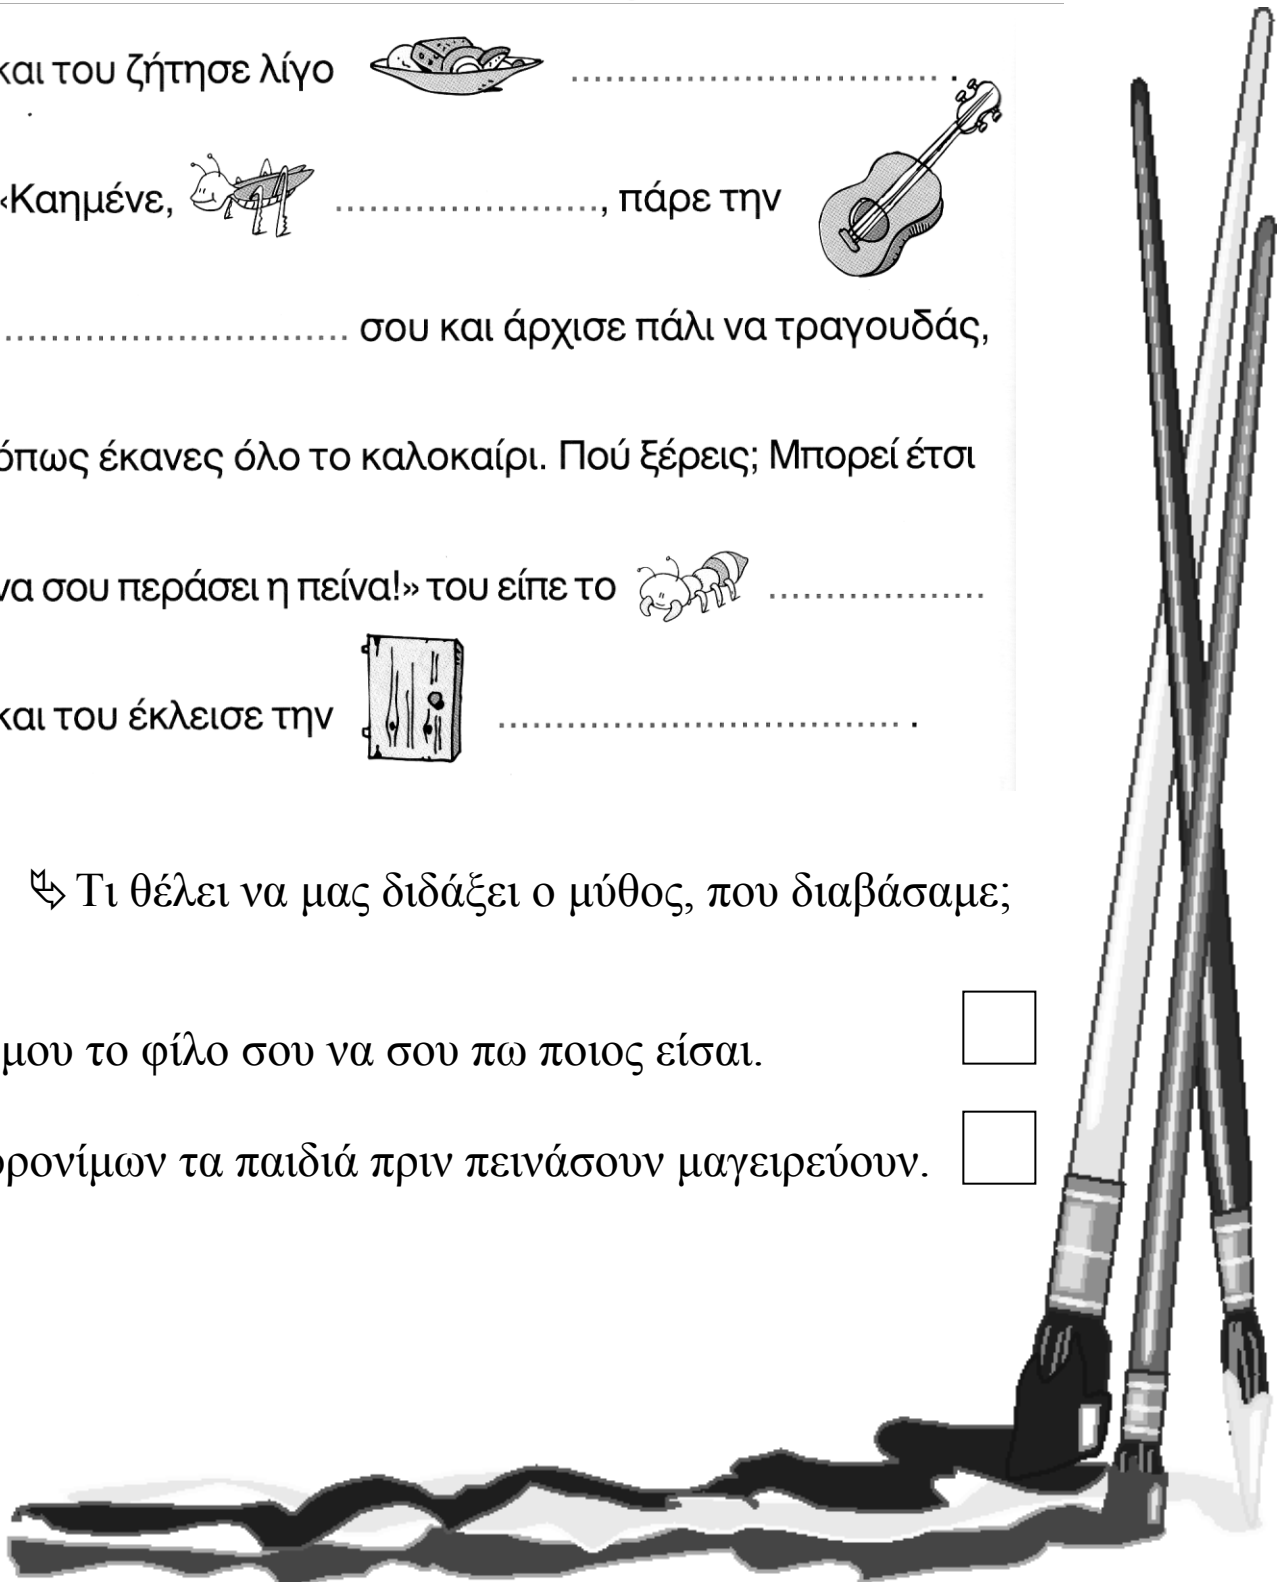 και του ζήτησε λίγο ........................................ .
«Καημένε, ........................, πάρε την
.............................. σου και άρχισε πάλι να τραγουδάς,
όπως έκανες όλο το καλοκαίρι. Πού ξέρεις; Μπορεί έτσι
να σου περάσει η πείνα!» του είπε το ...................
και του έκλεισε την .................................... .
Τι θέλει να μας διδάξει ο μύθος, που διαβάσαμε;
μου το φίλο σου να σου πω ποιος είσαι.
φρονίμων τα παιδιά πριν πεινάσουν μαγειρεύουν.